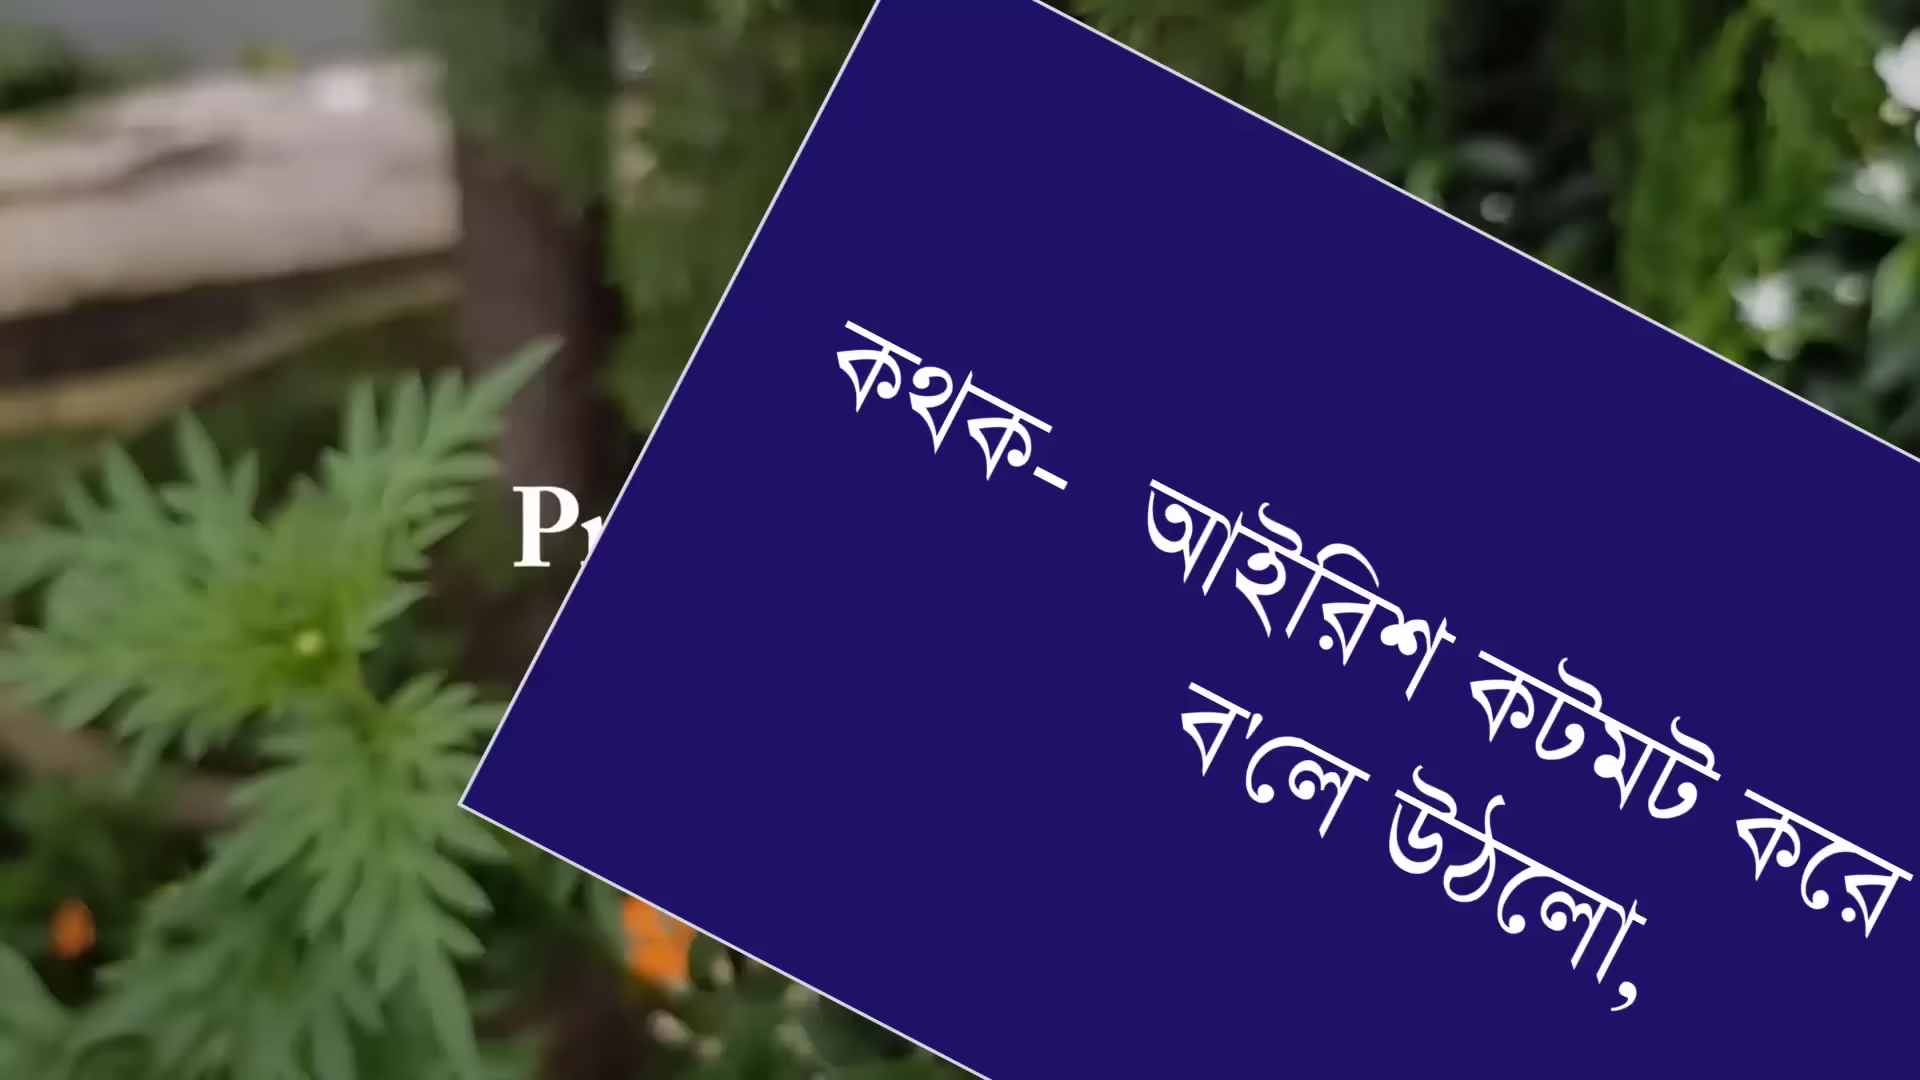 কথক- আইরিশ কটমট করে
ব'লে উঠলো,